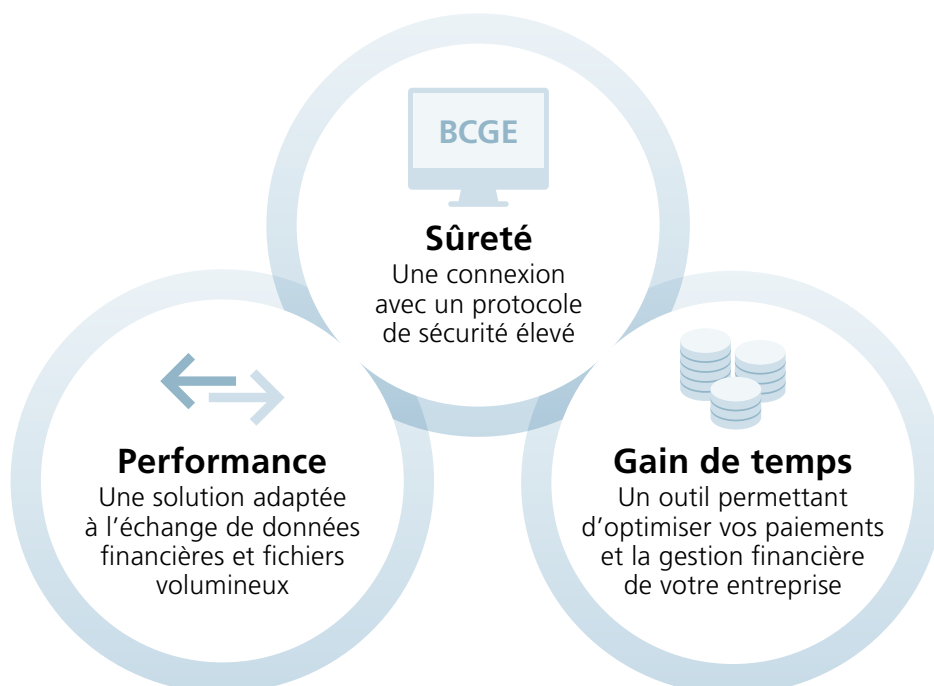 BCGE
Sûreté
Une connexion
avec un protocole
de sécurité élevé
Performance
Une solution adaptée
à l’échange de données
financières et fichiers
volumineux
Gain de temps
Un outil permettant
d’optimiser vos paiements
et la gestion financière
de votre entreprise